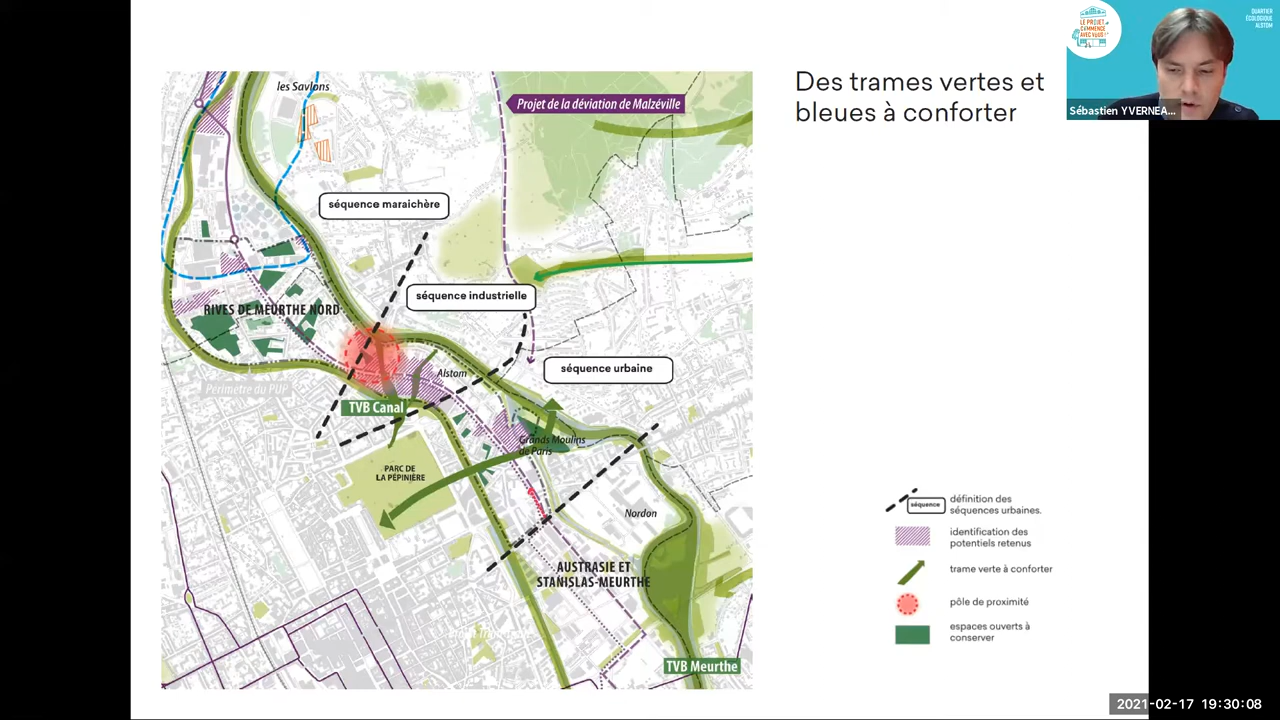 Des trames vertes et
bleues à conforter
LE PROJET
COMMENCE
AVEC VOUS !
QUARTIER
ÉCOLOGIQUE
ALSTOM
Sébastien YVERNEA...
les Savlons
Projet de la déviation de Malzéville
séquence maraichère
séquence industrielle
RIVES DE MEURTHE NORD
séquence urbaine
Alstom
Périmètre du PUP
TVB Canal
Grands Moulins
de Paris
PARC DE
LA PÉPINIÈRE
Nordon
AUSTRASIE ET
STANISLAS-MEURTHE
TVB Meurthe
séquence
définition des
séquences urbaines.
identification des
potentiels retenus
trame verte à conforter
pôle de proximité
espaces ouverts à
conserver
2021-02-17 19:30:08